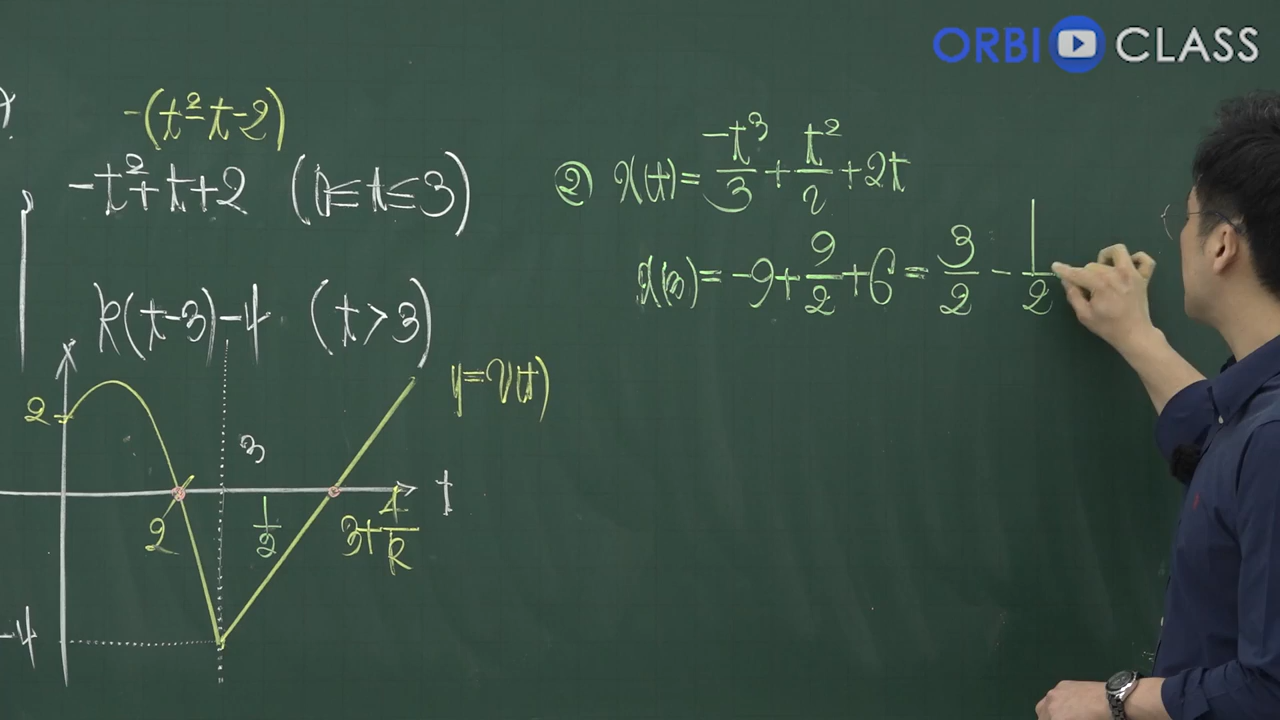 ORBI CLASS
-(t²-t-2)
-t²+t+2 (0≤t≤3)
k(t-3)-4 (t>3)
② x(t)=-t³/3+t²/2+2t
x(3)=-9+9/2+6=3/2-1/2
y=v(t)
2
3
t
2
1/2
3+4/k
-4